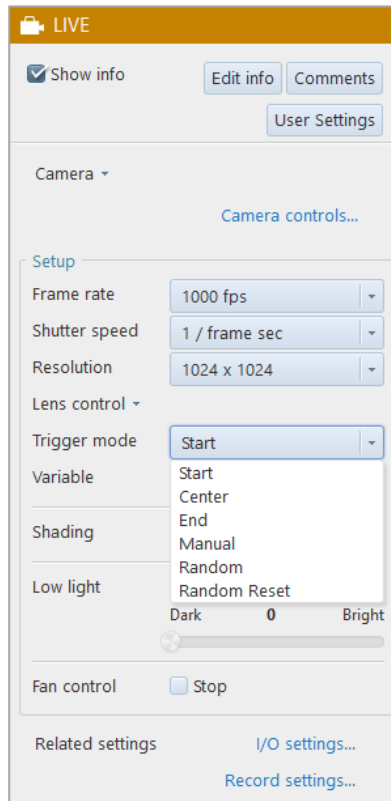 LIVE
Show info
Edit info
Comments
User Settings
Camera
Camera controls...
Setup
Frame rate
1000 fps
Shutter speed
1 / frame sec
Resolution
1024 x 1024
Lens control
Trigger mode
Start
Variable
Start
Center
End
Manual
Random
Random Reset
Shading
Low light
Dark 0 Bright
Fan control
Stop
Related settings
I/O settings...
Record settings...